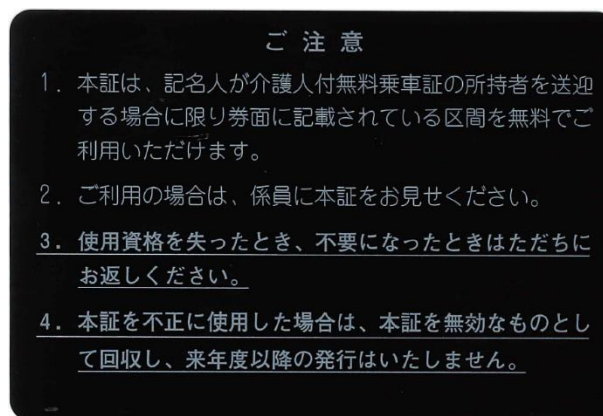 ご注意
1. 本証は、記名人が介護人付無料乗車証の所持者を送迎
する場合に限り券面に記載されている区間を無料でご
利用いただけます。
2. ご利用の場合は、係員に本証をお見せください。
3. 使用資格を失ったとき、不要になったときはただちに
お返しください。
4. 本証を不正に使用した場合は、本証を無効なものとし
て回収し、来年度以降の発行はいたしません。